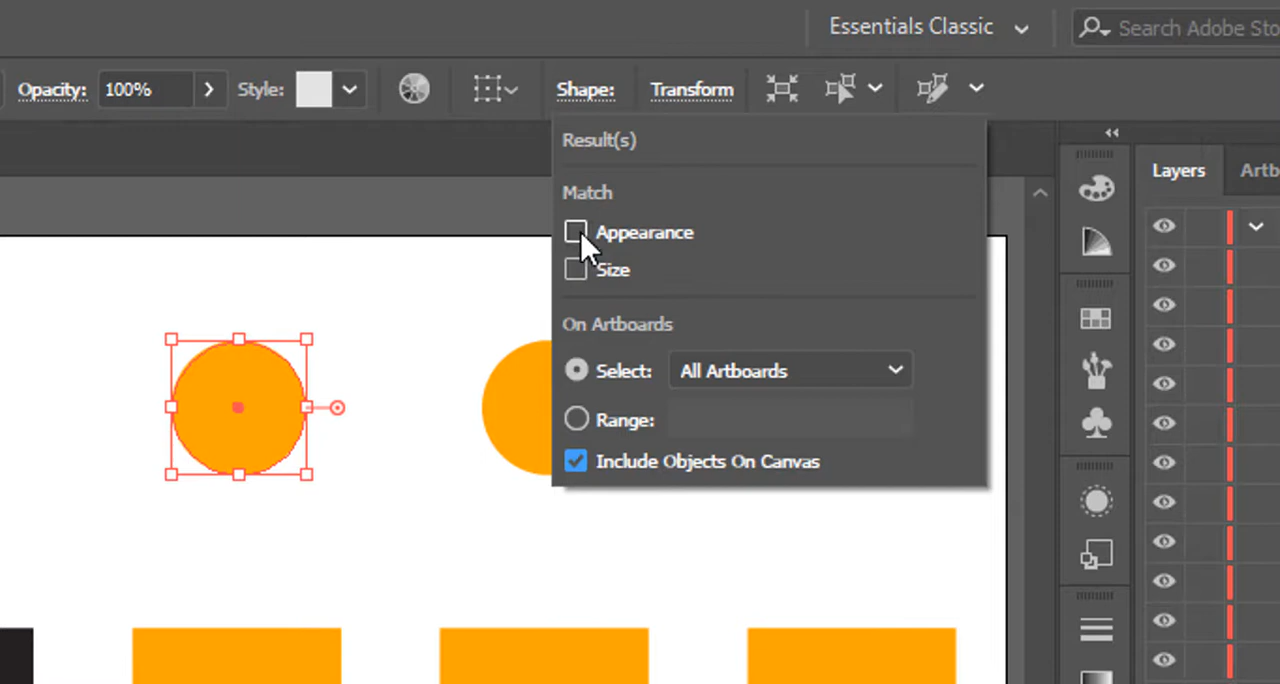 Essentials Classic
Search Adobe Sto
Opacity: 100% Style: Shape: Transform
Result(s)
Match
Appearance
Size
On Artboards
Select: All Artboards
Range:
Include Objects On Canvas
Layers Artb